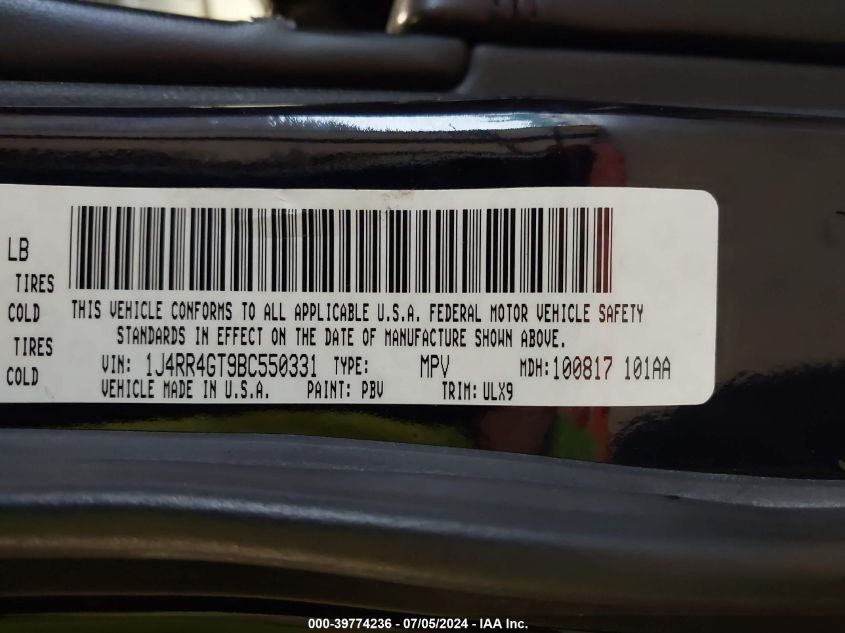 LB
TIRES
COLD
TIRES
COLD
THIS VEHICLE CONFORMS TO ALL APPLICABLE U.S.A. FEDERAL MOTOR VEHICLE SAFETY
STANDARDS IN EFFECT ON THE DATE OF MANUFACTURE SHOWN ABOVE.
VIN: 1J4RR4GT9BC550331 TYPE: MPV MDH:100817 101AA
VEHICLE MADE IN U.S.A. PAINT: PBV TRIM: ULX9
000-39774236 - 07/05/2024 - IAA Inc.